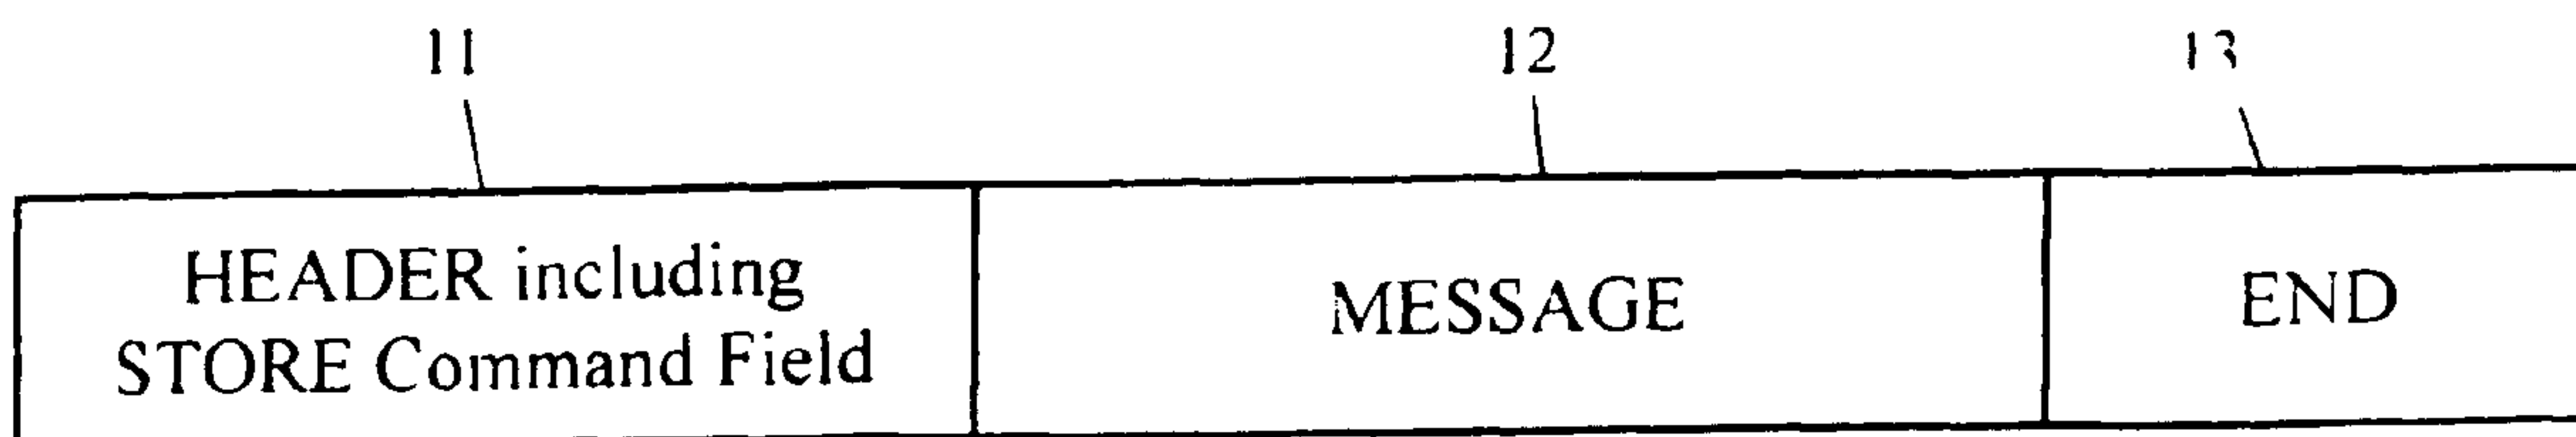 11 12 13
HEADER including
STORE Command Field
MESSAGE
END